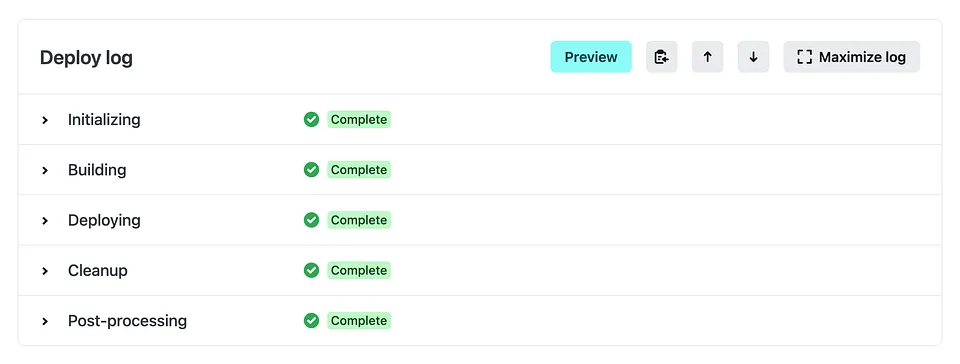 Deploy log
Preview
Maximize log
Initializing
Complete
Building
Complete
Deploying
Complete
Cleanup
Complete
Post-processing
Complete